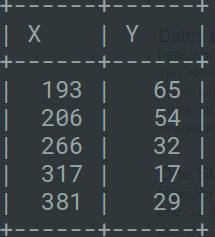 +------+------+
| X | Y |
+------+------+
| 193 | 65 |
| 206 | 54 |
| 266 | 32 |
| 317 | 17 |
| 381 | 29 |
+------+------+